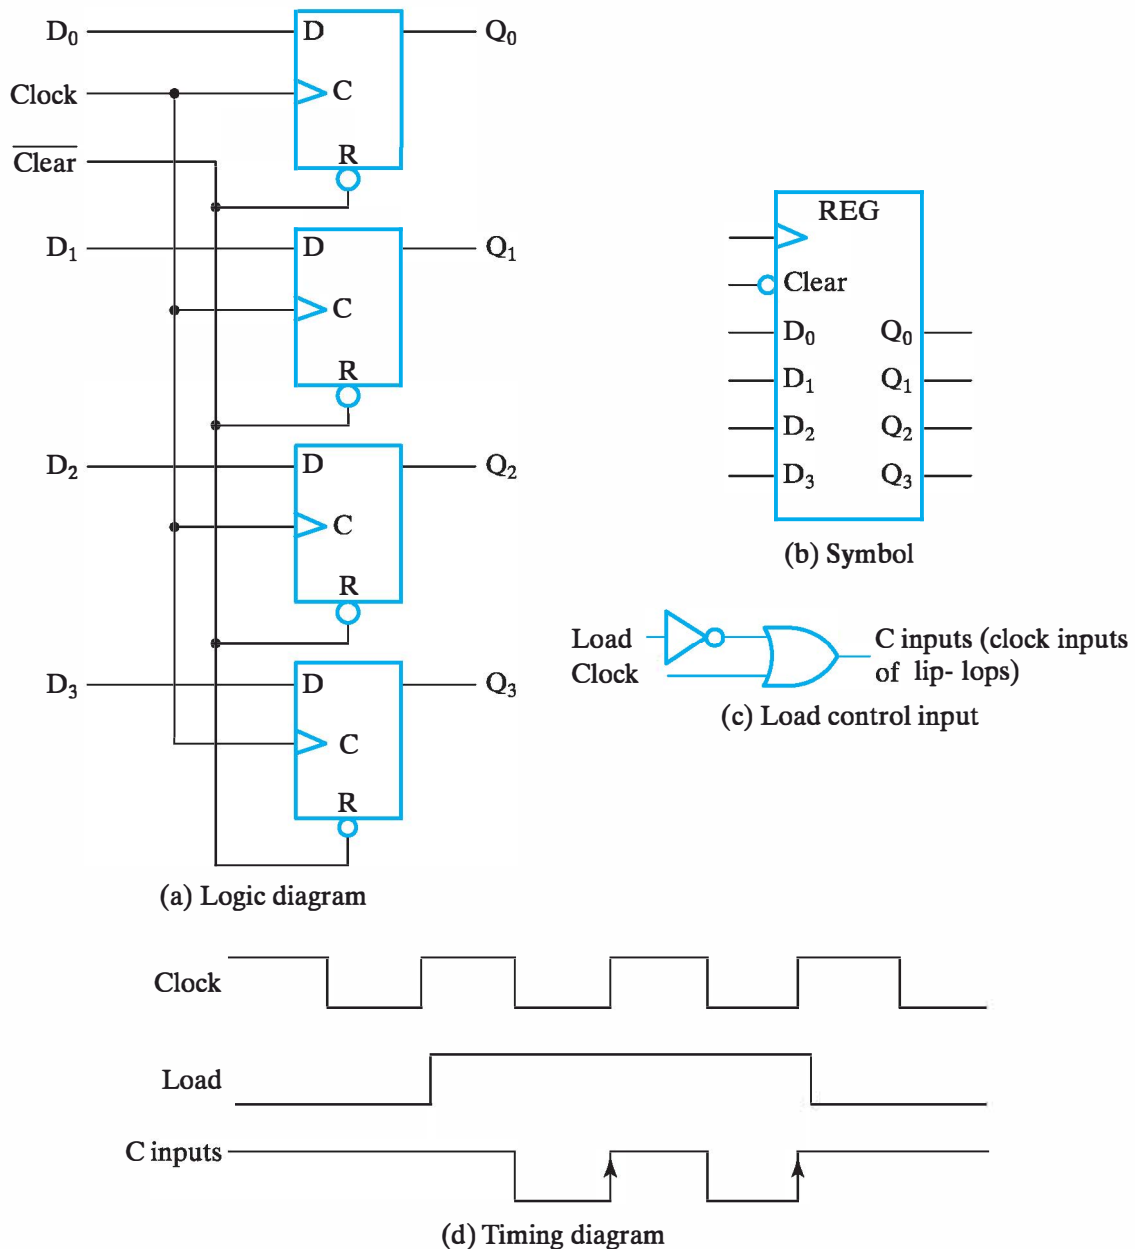 D₀ D Q₀
Clock C
Clear
R
D₁ D Q₁
C
R
D₂ D Q₂
C
R
D₃ D Q₃
C
R
(a) Logic diagram
REG
Clear
D₀ Q₀
D₁ Q₁
D₂ Q₂
D₃ Q₃
(b) Symbol
Load
Clock
C inputs (clock inputs
of lip- lops)
(c) Load control input
Clock
Load
C inputs
(d) Timing diagram